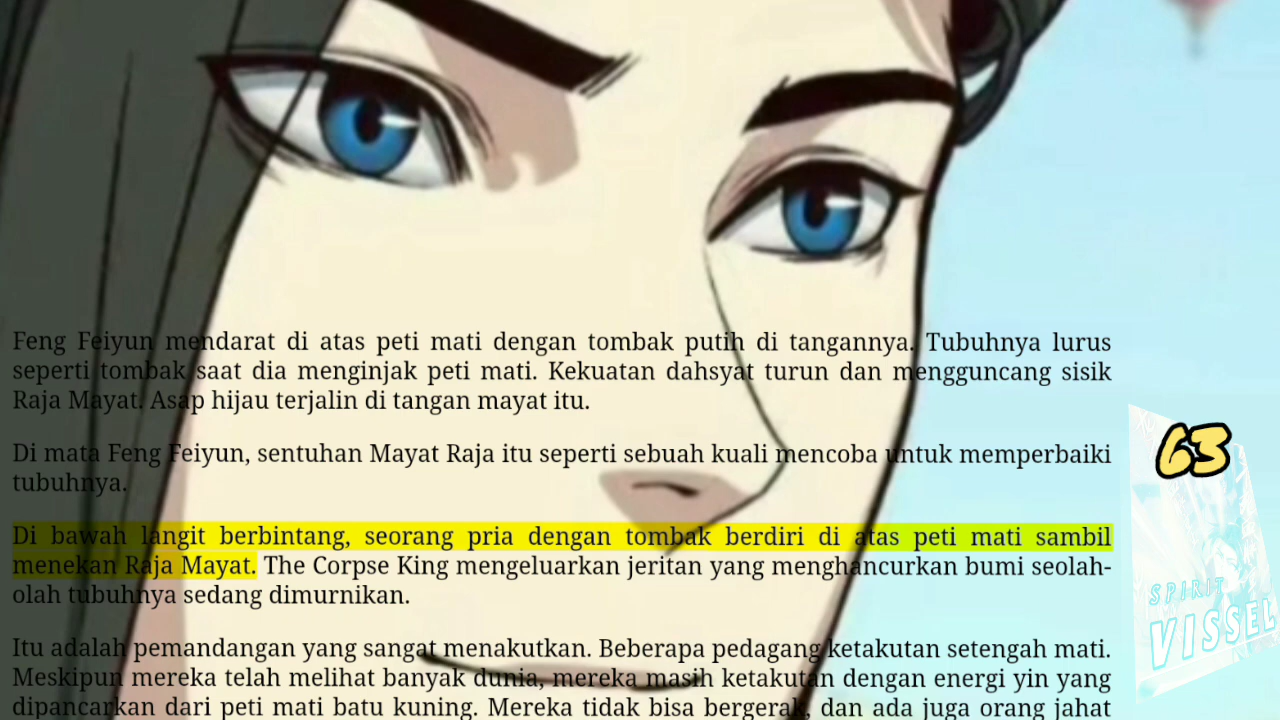 Feng Feiyun mendarat di atas peti mati dengan tombak putih di tangannya. Tubuhnya lurus
seperti tombak saat dia menginjak peti mati. Kekuatan dahsyat turun dan mengguncang sisik
Raja Mayat. Asap hijau terjalin di tangan mayat itu.
Di mata Feng Feiyun, sentuhan Mayat Raja itu seperti sebuah kuali mencoba untuk memperbaiki
tubuhnya.
Di bawah langit berbintang, seorang pria dengan tombak berdiri di atas peti mati sambil
menekan Raja Mayat. The Corpse King mengeluarkan jeritan yang menghancurkan bumi seolah-
olah tubuhnya sedang dimurnikan.
Itu adalah pemandangan yang sangat menakutkan. Beberapa pedagang ketakutan setengah mati.
Meskipun mereka telah melihat banyak dunia, mereka masih ketakutan dengan energi yin yang
dipancarkan dari peti mati batu kuning. Mereka tidak bisa bergerak, dan ada juga orang jahat
63
SPIRIT
VISSEL